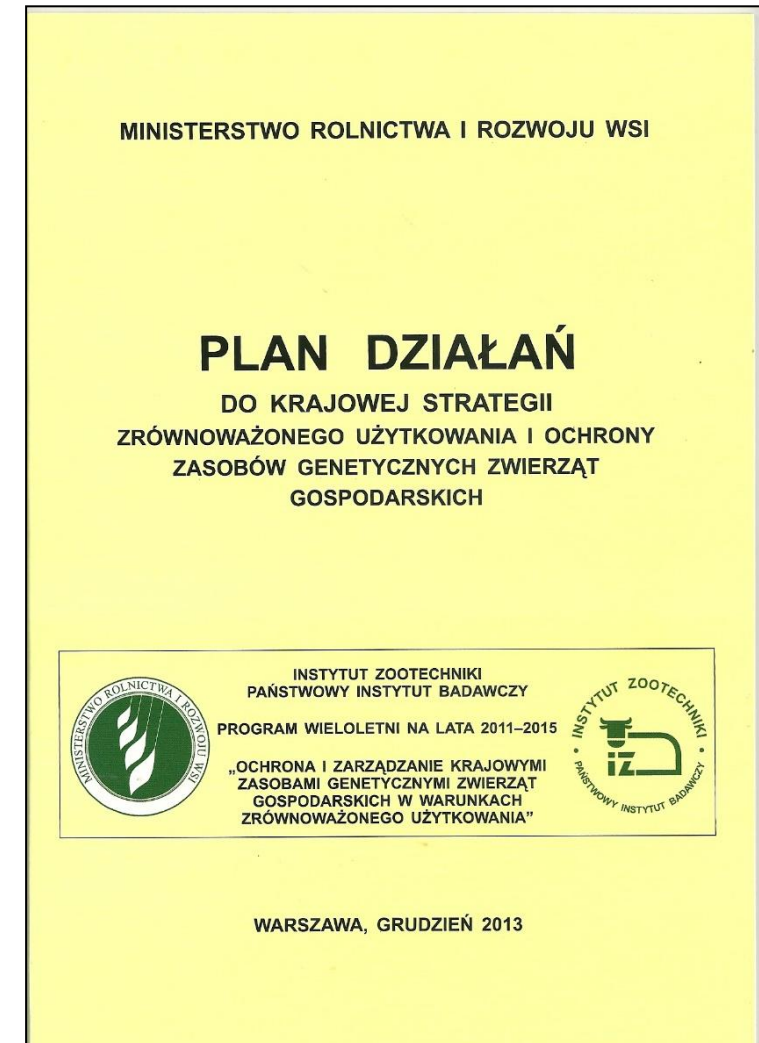 MINISTERSTWO ROLNICTWA I ROZWOJU WSI
PLAN DZIAŁAŃ
DO KRAJOWEJ STRATEGII
ZRÓWNOWAŻONEGO UŻYTKOWANIA I OCHRONY
ZASOBÓW GENETYCZNYCH ZWIERZĄT
GOSPODARSKICH
MINISTERSTWO ROLNICTWA I ROZWOJU WSI
INSTYTUT ZOOTECHNIKI
PAŃSTWOWY INSTYTUT BADAWCZY
PROGRAM WIELOLETNI NA LATA 2011–2015
„OCHRONA I ZARZĄDZANIE KRAJOWYMI
ZASOBAMI GENETYCZNYMI ZWIERZĄT
GOSPODARSKICH W WARUNKACH
ZRÓWNOWAŻONEGO UŻYTKOWANIA”
INSTYTUT ZOOTECHNIKI
iz
PAŃSTWOWY INSTYTUT BADAWCZY
WARSZAWA, GRUDZIEŃ 2013